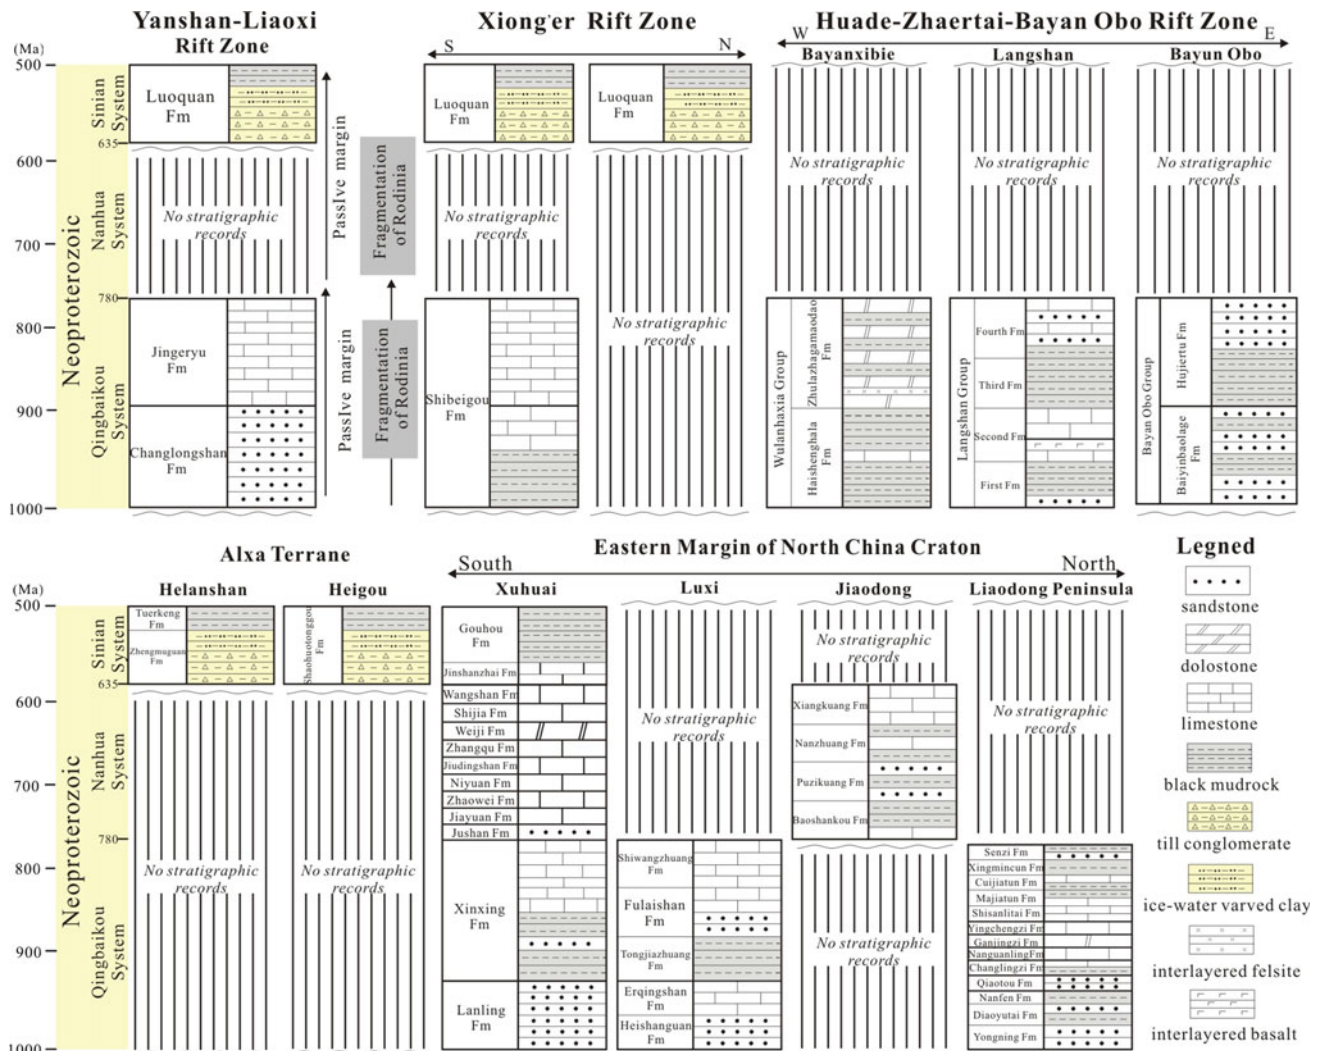 Yanshan-Liaoxi
Rift Zone
Xiong'er Rift Zone
S N
Huade-Zhaertai-Bayan Obo Rift Zone
W E
Bayanxibie Langshan Bayun Obo
(Ma)
500
600
700
800
900
1000
635
780
Neoproterozoic
Sinian
System
Nanhua
System
Qingbaikou
System
Luoquan
Fm
No stratigraphic
records
Jingeryu
Fm
Changlongshan
Fm
PassIve margin
PassIve margin
Fragmentation
of Rodinia
Fragmentation
of Rodinia
Luoquan
Fm
No stratigraphic
records
Shibeigou
Fm
Luoquan
Fm
No stratigraphic
records
No stratigraphic
records
Wulanhaxia Group
Zhulazhagamaodao
Fm
Haishenghala
Fm
No stratigraphic
records
Langshan Group
Fourth Fm
Third Fm
Second Fm
First Fm
No stratigraphic
records
Bayan Obo Group
Hujiertu Fm
Baiyinbaolage
Fm
Alxa Terrane
Helanshan Heigou
Eastern Margin of North China Craton
South North
Xuhuai Luxi Jiaodong Liaodong Peninsula
(Ma)
500
600
700
800
900
1000
635
780
Neoproterozoic
Sinian
System
Nanhua
System
Qingbaikou
System
Tuerkeng
Fm
Zhengmuguan
Fm
No stratigraphic
records
Shaohuotonggou
Fm
No stratigraphic
records
Gouhou
Fm
Jinshanzhai Fm
Wangshan Fm
Shijia Fm
Weiji Fm
Zhangqu Fm
Jiudingshan Fm
Niyuan Fm
Zhaowei Fm
Jiayuan Fm
Jushan Fm
Xinxing
Fm
Lanling
Fm
No stratigraphic
records
Shiwangzhuang
Fm
Fulaishan
Fm
Tongjiazhuang
Fm
Erqingshan
Fm
Heishanguan
Fm
No stratigraphic
records
Xiangkuang Fm
Nanzhuang Fm
Puzikuang Fm
Baoshankou Fm
No stratigraphic
records
No stratigraphic
records
Senzi Fm
Xingmincun Fm
Cuijiatun Fm
Majiatun Fm
Shisanlitai Fm
Yingchengzi Fm
Ganjingzi Fm
NanguanlingFm
Changlingzi Fm
Qiaotou Fm
Nanfen Fm
Diaoyutai Fm
Yongning Fm
Legned
sandstone
dolostone
limestone
black mudrock
till conglomerate
ice-water varved clay
interlayered felsite
interlayered basalt